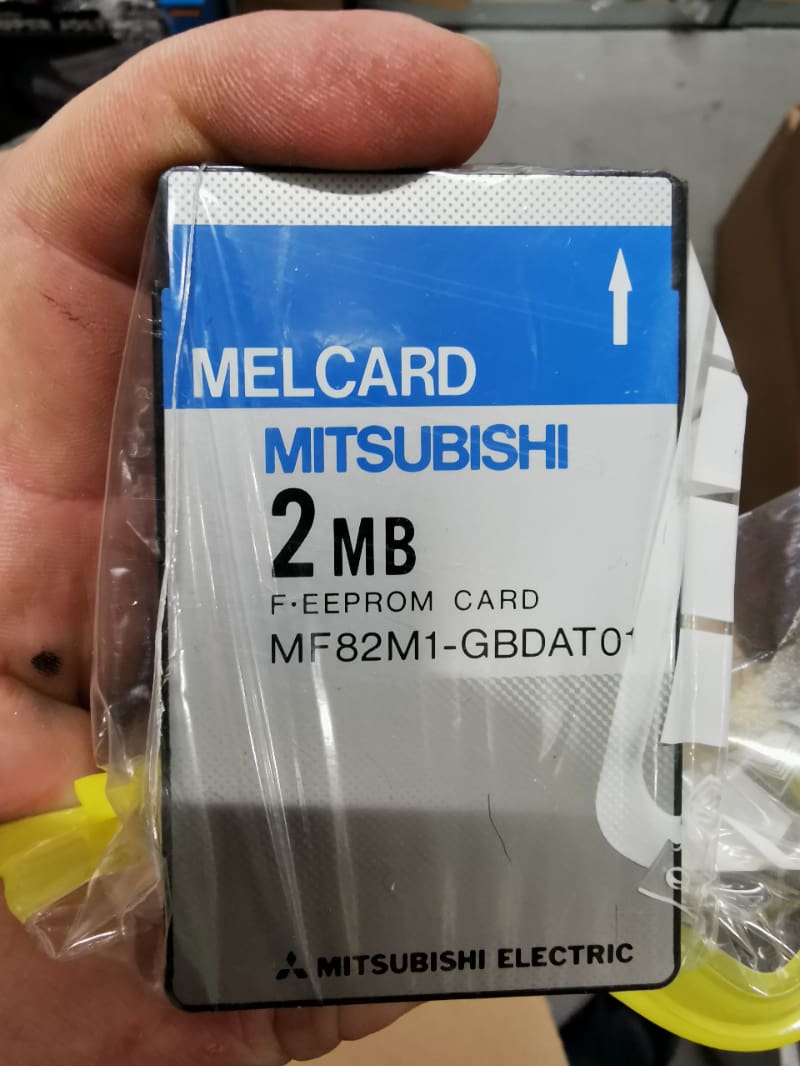 MELCARD
MITSUBISHI
2 MB
F·EEPROM CARD
MF82M1-GBDAT01
MITSUBISHI ELECTRIC